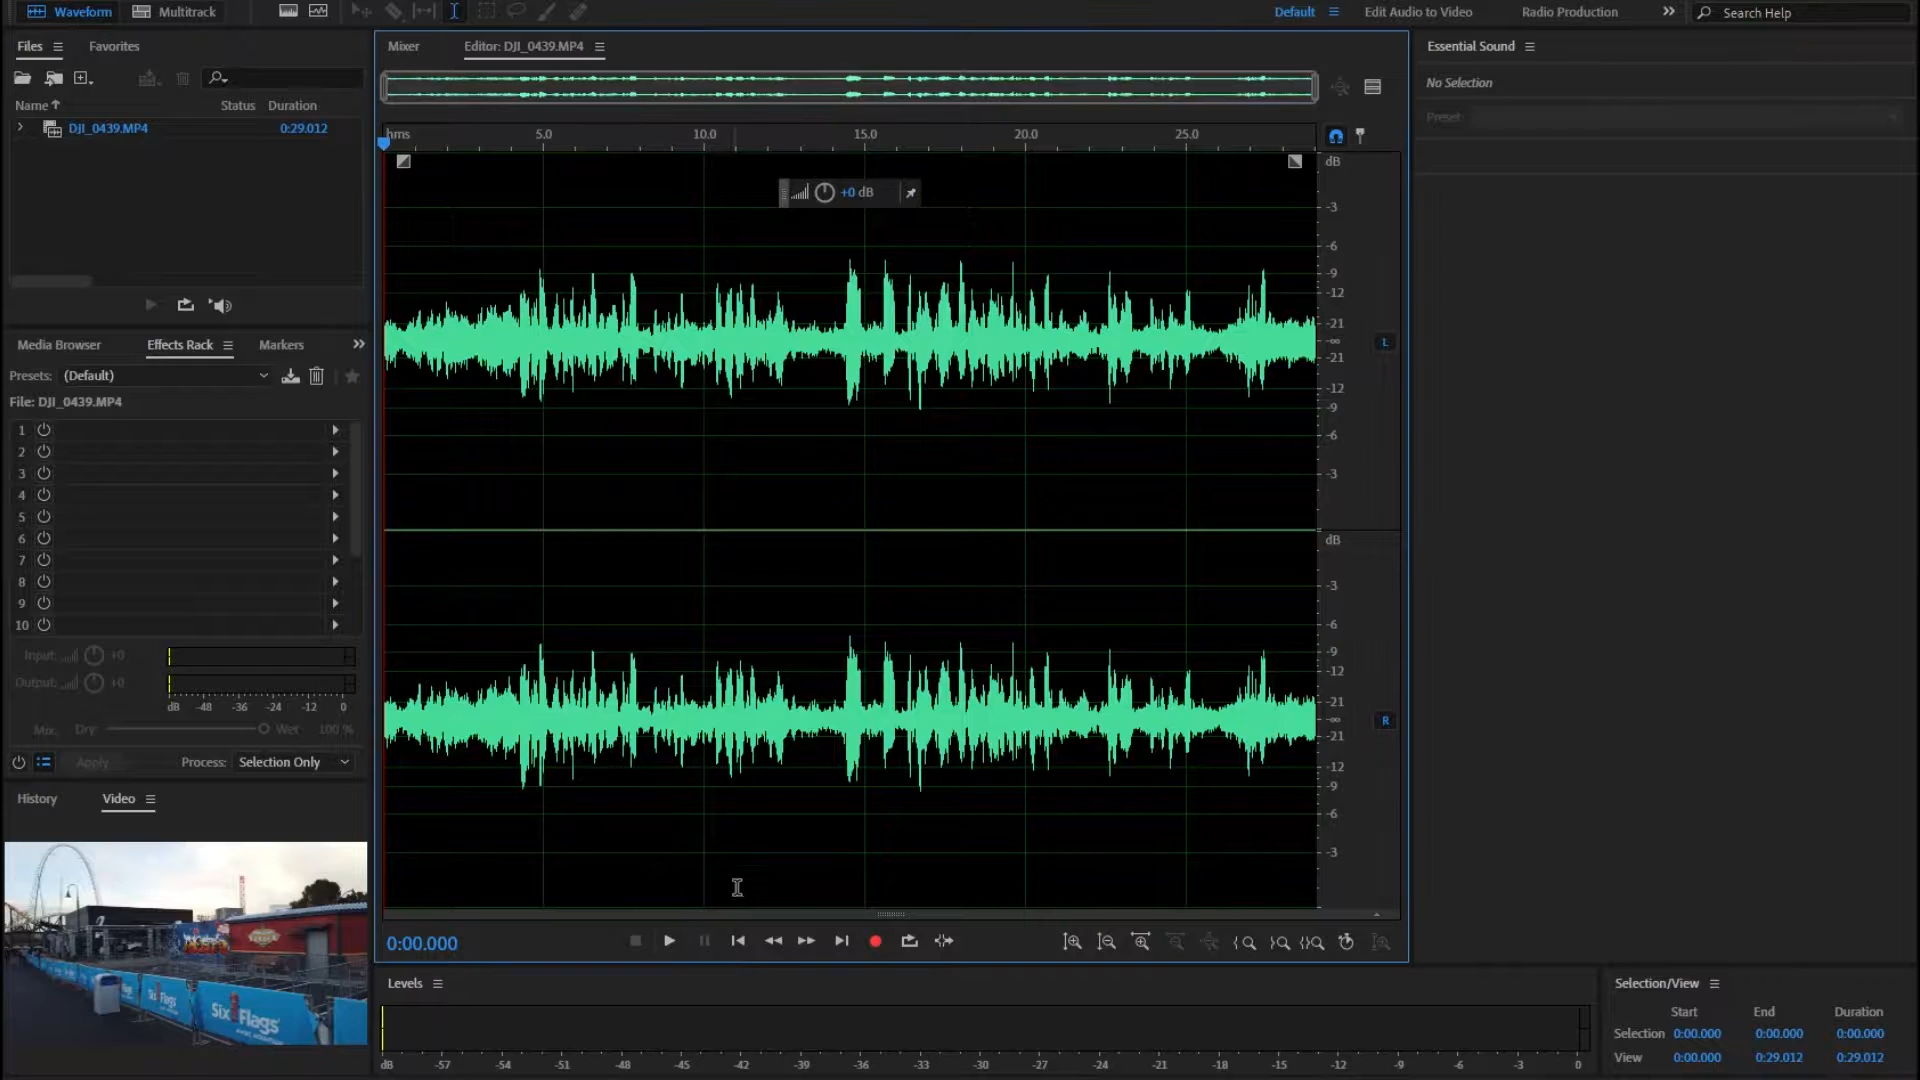 Waveform Multitrack Default Edit Audio to Video Radio Production Search Help
Files Favorites
Name Status Duration
DJI_0439.MP4 0:29.012
Media Browser Effects Rack Markers
Presets: (Default)
File: DJI_0439.MP4
1
2
3
4
5
6
7
8
9
10
Input: +0
Output: +0
dB -48 -36 -24 -12 0
Mix: Dry Wet 100 %
Apply Process: Selection Only
History Video
Six Flags
Six Flags
Mixer Editor: DJI_0439.MP4
hms 5.0 10.0 15.0 20.0 25.0
+0 dB
dB
-3
-6
-9
-12
-21
-∞
-21
-12
-9
-6
-3
L
dB
-3
-6
-9
-12
-21
-∞
-21
-12
-9
-6
-3
R
0:00.000
Levels
dB -57 -54 -51 -48 -45 -42 -39 -36 -33 -30 -27 -24 -21 -18 -15 -12 -9 -6 -3 0
Essential Sound
No Selection
Preset
Selection/View
Start End Duration
Selection 0:00.000 0:00.000 0:00.000
View 0:00.000 0:29.012 0:29.012